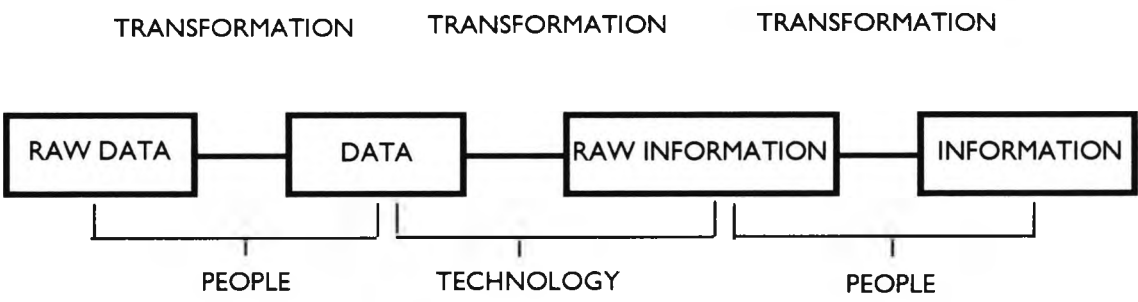 TRANSFORMATION TRANSFORMATION TRANSFORMATION
RAW DATA DATA RAW INFORMATION INFORMATION
PEOPLE TECHNOLOGY PEOPLE